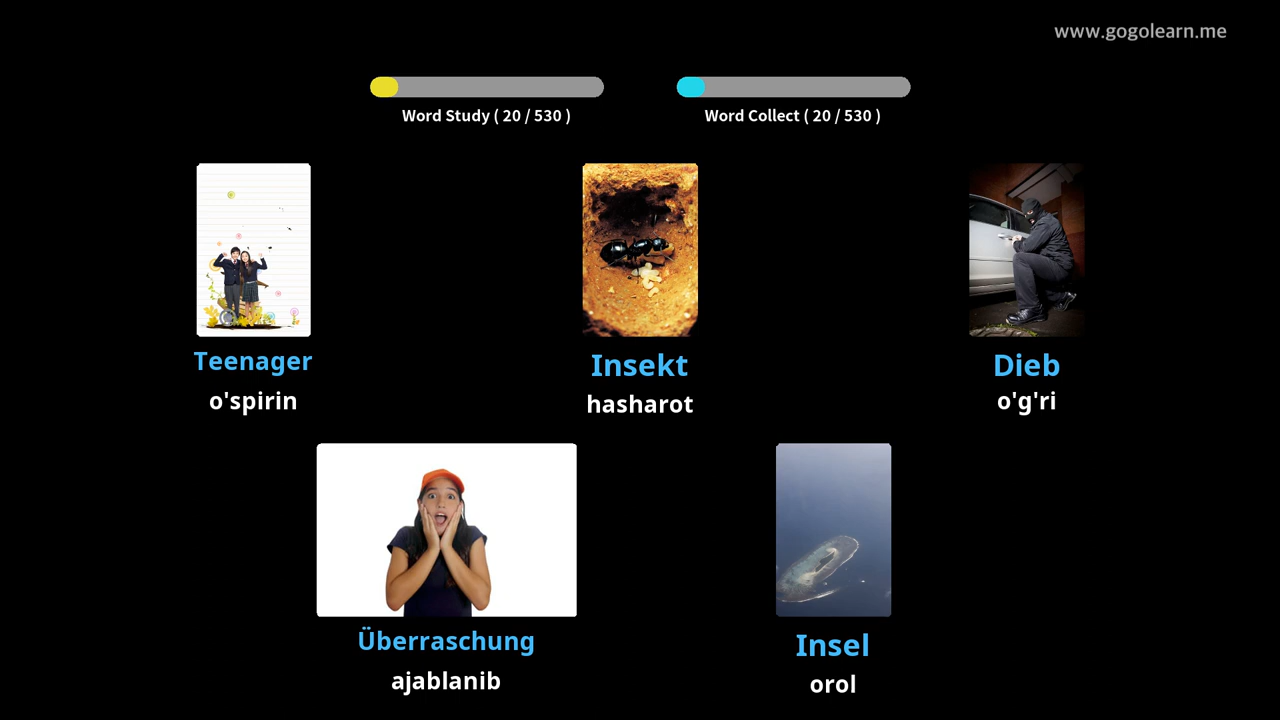 www.gogolearn.me
Word Study ( 20 / 530 )
Word Collect ( 20 / 530 )
Teenager
o'spirin
Insekt
hasharot
Dieb
o'g'ri
Überraschung
ajablanib
Insel
orol